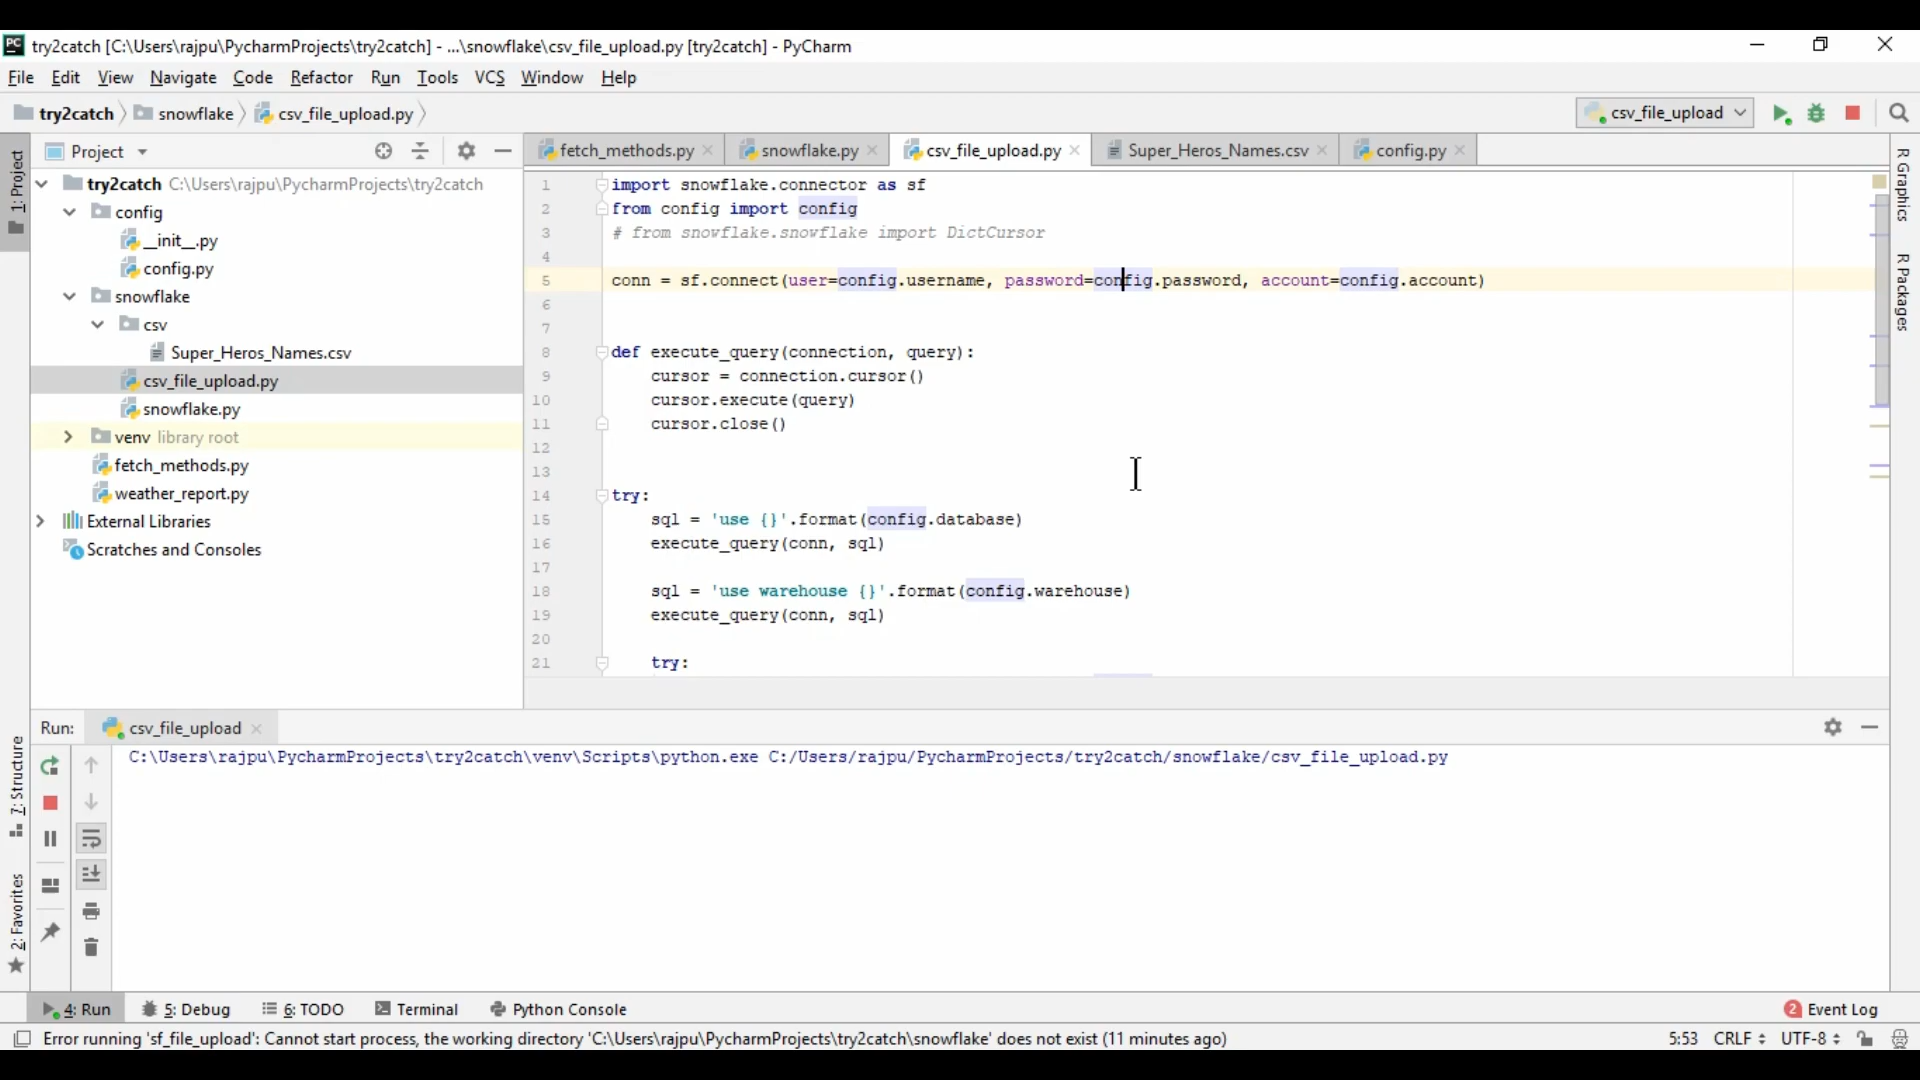 try2catch [C:\Users\rajpu\PycharmProjects\try2catch] - ...\snowflake\csv_file_upload.py [try2catch] - PyCharm
File Edit View Navigate Code Refactor Run Tools VCS Window Help
try2catch snowflake csv_file_upload.py
csv_file_upload
1: Project
Project
try2catch C:\Users\rajpu\PycharmProjects\try2catch
config
__init__.py
config.py
snowflake
csv
Super_Heros_Names.csv
csv_file_upload.py
snowflake.py
venv library root
fetch_methods.py
weather_report.py
External Libraries
Scratches and Consoles
fetch_methods.py snowflake.py csv_file_upload.py Super_Heros_Names.csv config.py
1 import snowflake.connector as sf
2 from config import config
3 # from snowflake.snowflake import DictCursor
4
5 conn = sf.connect(user=config.username, password=config.password, account=config.account)
6
7
8 def execute_query(connection, query):
9 cursor = connection.cursor()
10 cursor.execute(query)
11 cursor.close()
12
13
14 try:
15 sql = 'use {}'.format(config.database)
16 execute_query(conn, sql)
17
18 sql = 'use warehouse {}'.format(config.warehouse)
19 execute_query(conn, sql)
20
21 try:
R Graphics
R Packages
Run: csv_file_upload
C:\Users\rajpu\PycharmProjects\try2catch\venv\Scripts\python.exe C:/Users/rajpu/PycharmProjects/try2catch/snowflake/csv_file_upload.py
7: Structure
2: Favorites
4: Run 5: Debug 6: TODO Terminal Python Console 2 Event Log
Error running 'sf_file_upload': Cannot start process, the working directory 'C:\Users\rajpu\PycharmProjects\try2catch\snowflake' does not exist (11 minutes ago) 5:53 CRLF UTF-8